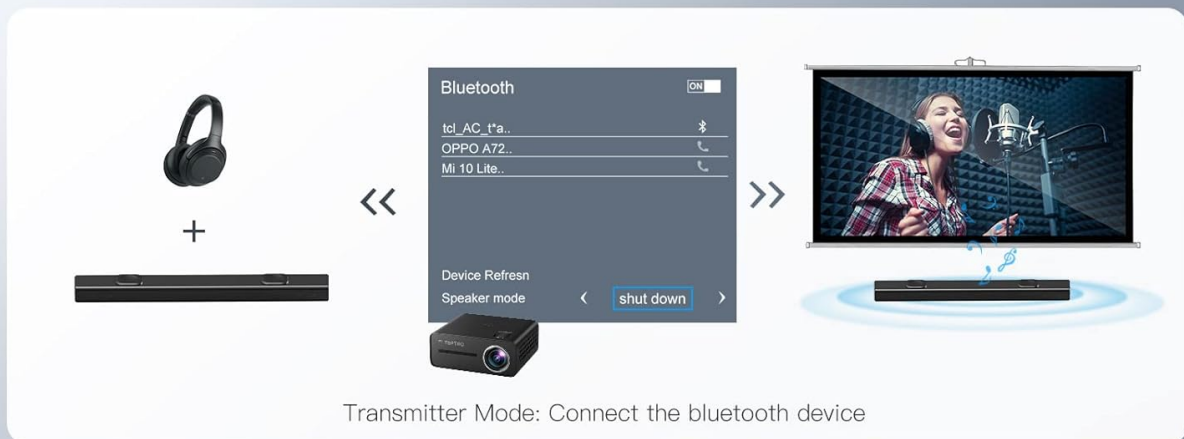 Bluetooth
ON
tcl_AC_t*a..
OPPO A72..
Mi 10 Lite..
Device Refresn
Speaker mode
shut down
TOPTRO
Transmitter Mode: Connect the bluetooth device